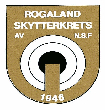 ROGALAND
SKYTTERKRETS
AV N.S.F
1946